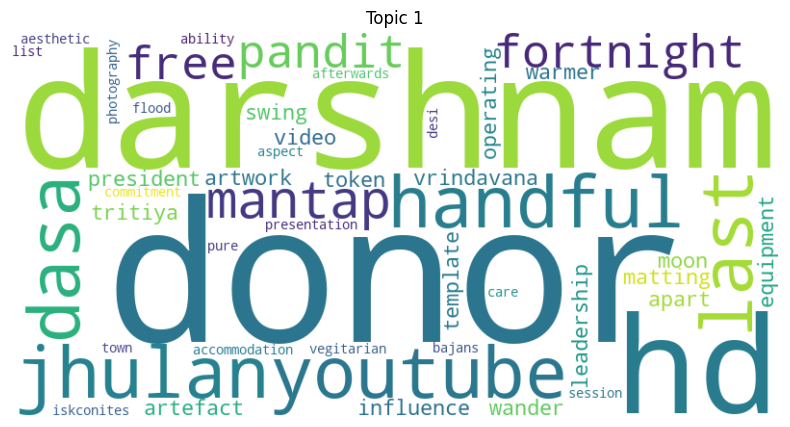 Topic 1
aesthetic
list
photography
free
ability
pandit
afterwards
fortnight
warmer
operating
darshnam
flood
swing
video
aspect
desi
president
commitment
tritiya
artwork
token
vrindavana
dasa
mantap
handful
presentation
last
equipment
pure
donor
template
care
moon
matting
apart
leadership
hd
town
accommodation
vegitarian
bajans
jhulanyoutube
session
iskconites
artefact
influence
wander